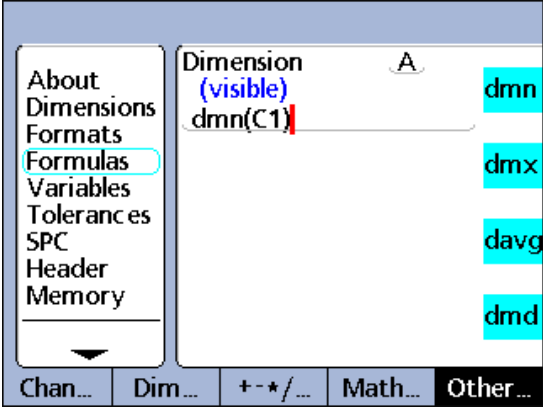 About
Dimensions
Formats
Formulas
Variables
Tolerances
SPC
Header
Memory
Dimension A
(visible)
dmn(C1)
dmn
dmx
davg
dmd
Chan... Dim... +-*/... Math... Other...